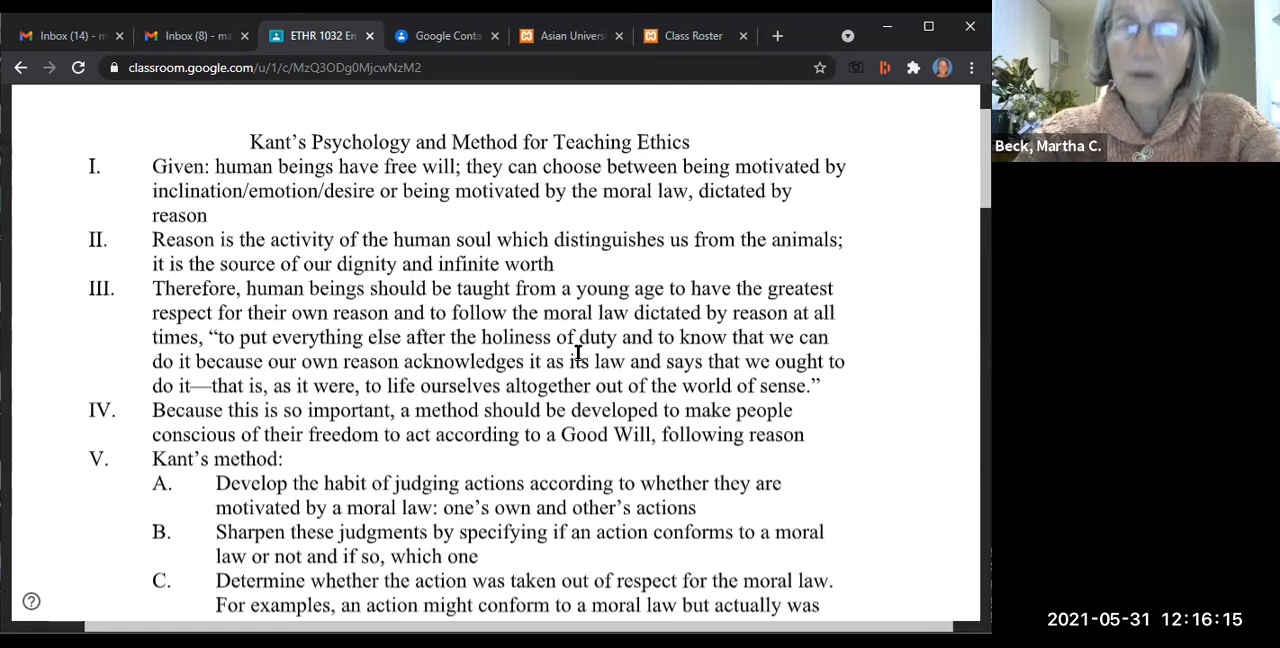 Inbox (14) - m
Inbox (8) - ma
ETHR 1032 En
Google Conta
Asian Univers
Class Roster
classroom.google.com/u/1/c/MzQ3ODg0MjcwNzM2
Beck, Martha C.
Kant's Psychology and Method for Teaching Ethics
I. Given: human beings have free will; they can choose between being motivated by
inclination/emotion/desire or being motivated by the moral law, dictated by
reason
II. Reason is the activity of the human soul which distinguishes us from the animals;
it is the source of our dignity and infinite worth
III. Therefore, human beings should be taught from a young age to have the greatest
respect for their own reason and to follow the moral law dictated by reason at all
times, “to put everything else after the holiness of duty and to know that we can
do it because our own reason acknowledges it as its law and says that we ought to
do it—that is, as it were, to life ourselves altogether out of the world of sense.”
IV. Because this is so important, a method should be developed to make people
conscious of their freedom to act according to a Good Will, following reason
V. Kant's method:
A. Develop the habit of judging actions according to whether they are
motivated by a moral law: one's own and other's actions
B. Sharpen these judgments by specifying if an action conforms to a moral
law or not and if so, which one
C. Determine whether the action was taken out of respect for the moral law.
For examples, an action might conform to a moral law but actually was
2021-05-31 12:16:15